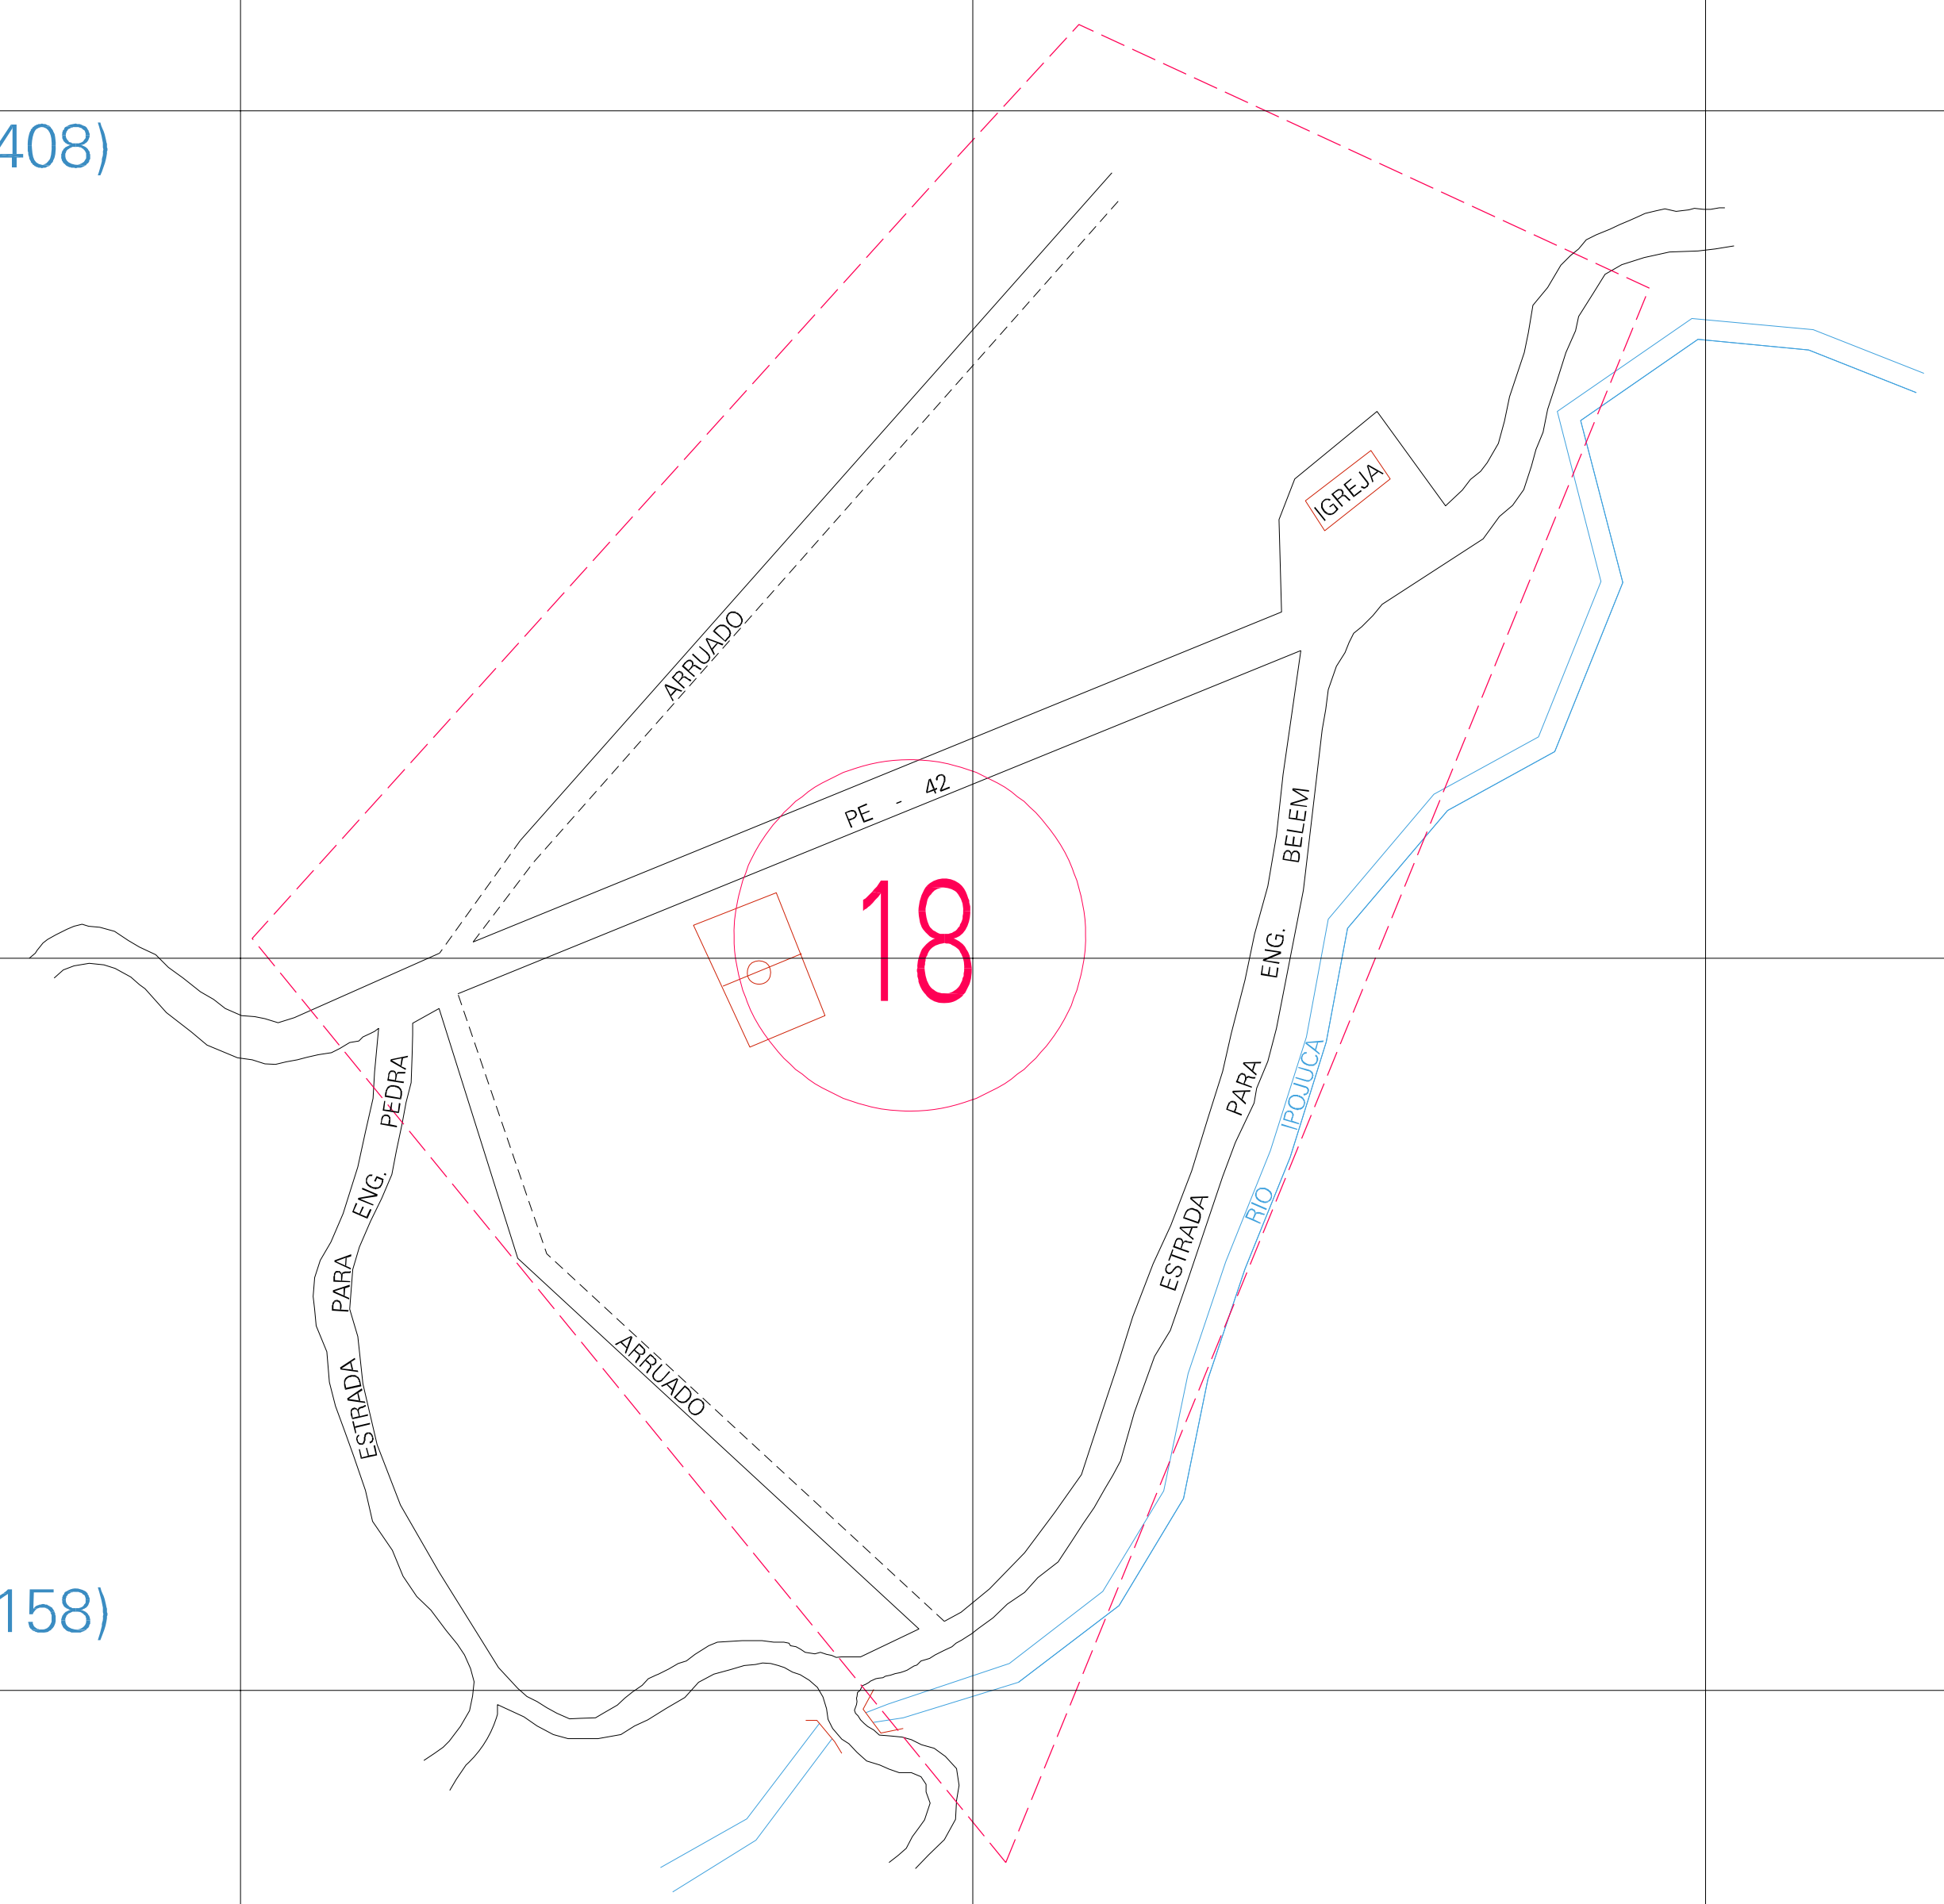 408)
IGREJA
ARRUADO
PE - 42
18
ESTRADA PARA ENG. BELEM
RIO IPOJUCA
ESTRADA PARA ENG. PEDRA
ARRUADO
158)